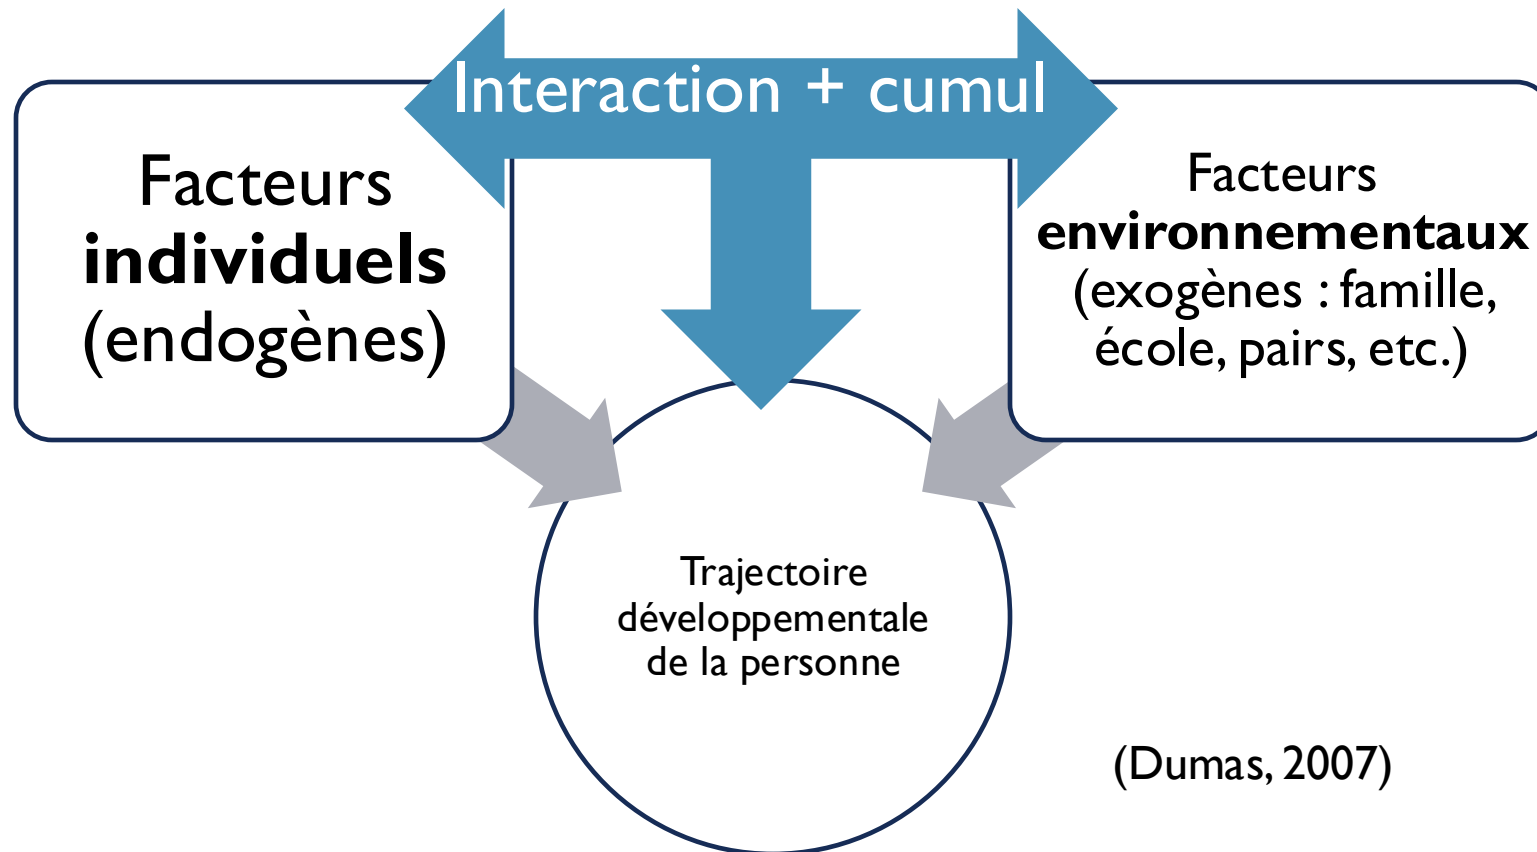 Interaction + cumul
Facteurs
individuels
(endogènes)
Facteurs
environnementaux
(exogènes : famille,
école, pairs, etc.)
Trajectoire
développementale
de la personne
(Dumas, 2007)